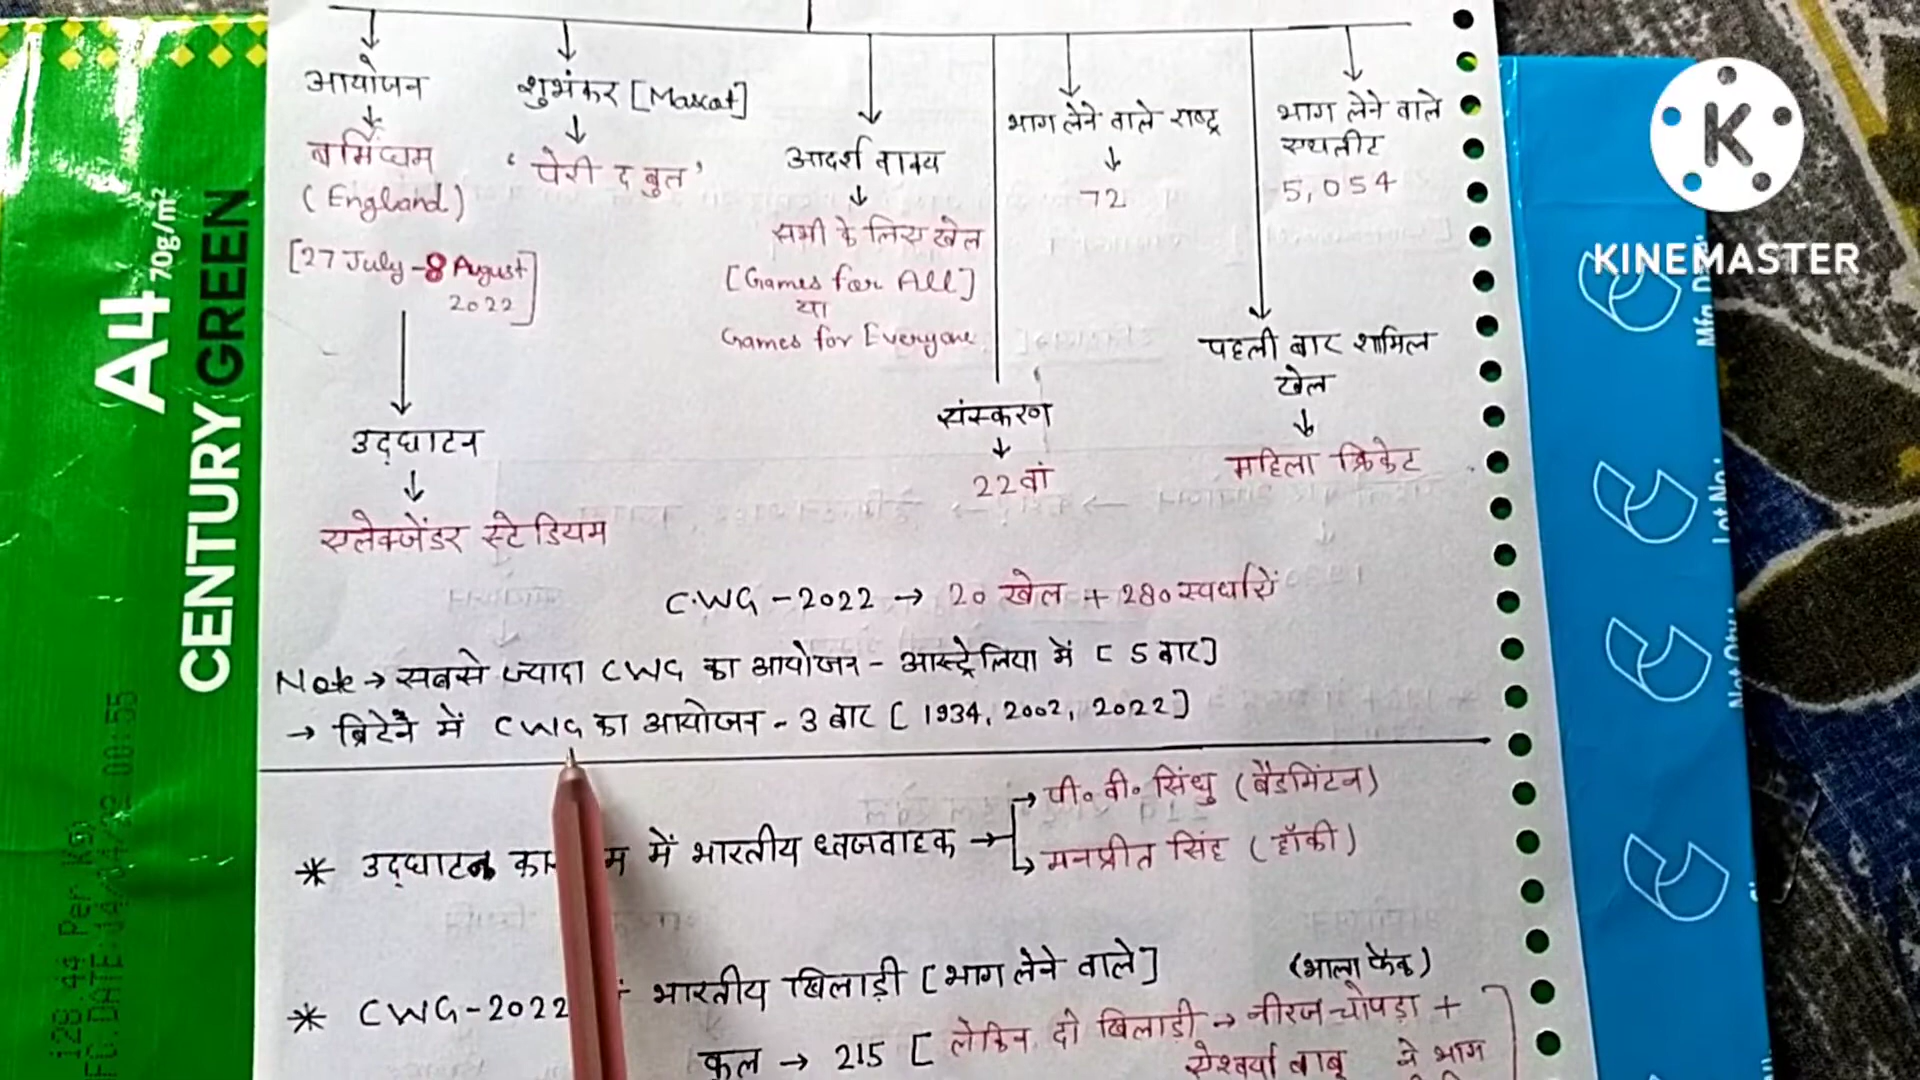 आयोजन
बर्मिंघम
(England)
[27 July - 8 August
2022]
उद्घाटन
एलेक्जेंडर स्टेडियम
शुभंकर [Mascot]
'पेरी द बुल'
आदर्श वाक्य
सभी के लिए खेल
[Games for All]
या
Games for Everyone
संस्करण
22वां
भाग लेने वाले राष्ट्र
72
पहली बार शामिल
खेल
महिला क्रिकेट
भाग लेने वाले
एथलीट
5,054
CWG - 2022 → 20 खेल + 280 स्पर्धाएं
Note → सबसे ज्यादा CWG का आयोजन - आस्ट्रेलिया में [5 बार]
→ ब्रिटेन में CWG का आयोजन - 3 बार [1934, 2002, 2022]
* उद्घाटन में भारतीय ध्वजवाहक → पी॰ वी॰ सिंधु (बैडमिंटन)
→ मनप्रीत सिंह (हॉकी)
* CWG-2022 भारतीय खिलाड़ी [भाग लेने वाले]
(भाला फेंक)
कुल → 215 [लेकिन दो खिलाड़ी → नीरज चोपड़ा +
ऐश्वर्या बाबू ने भाग
A4 70g/m²
CENTURY GREEN
K
KINEMASTER